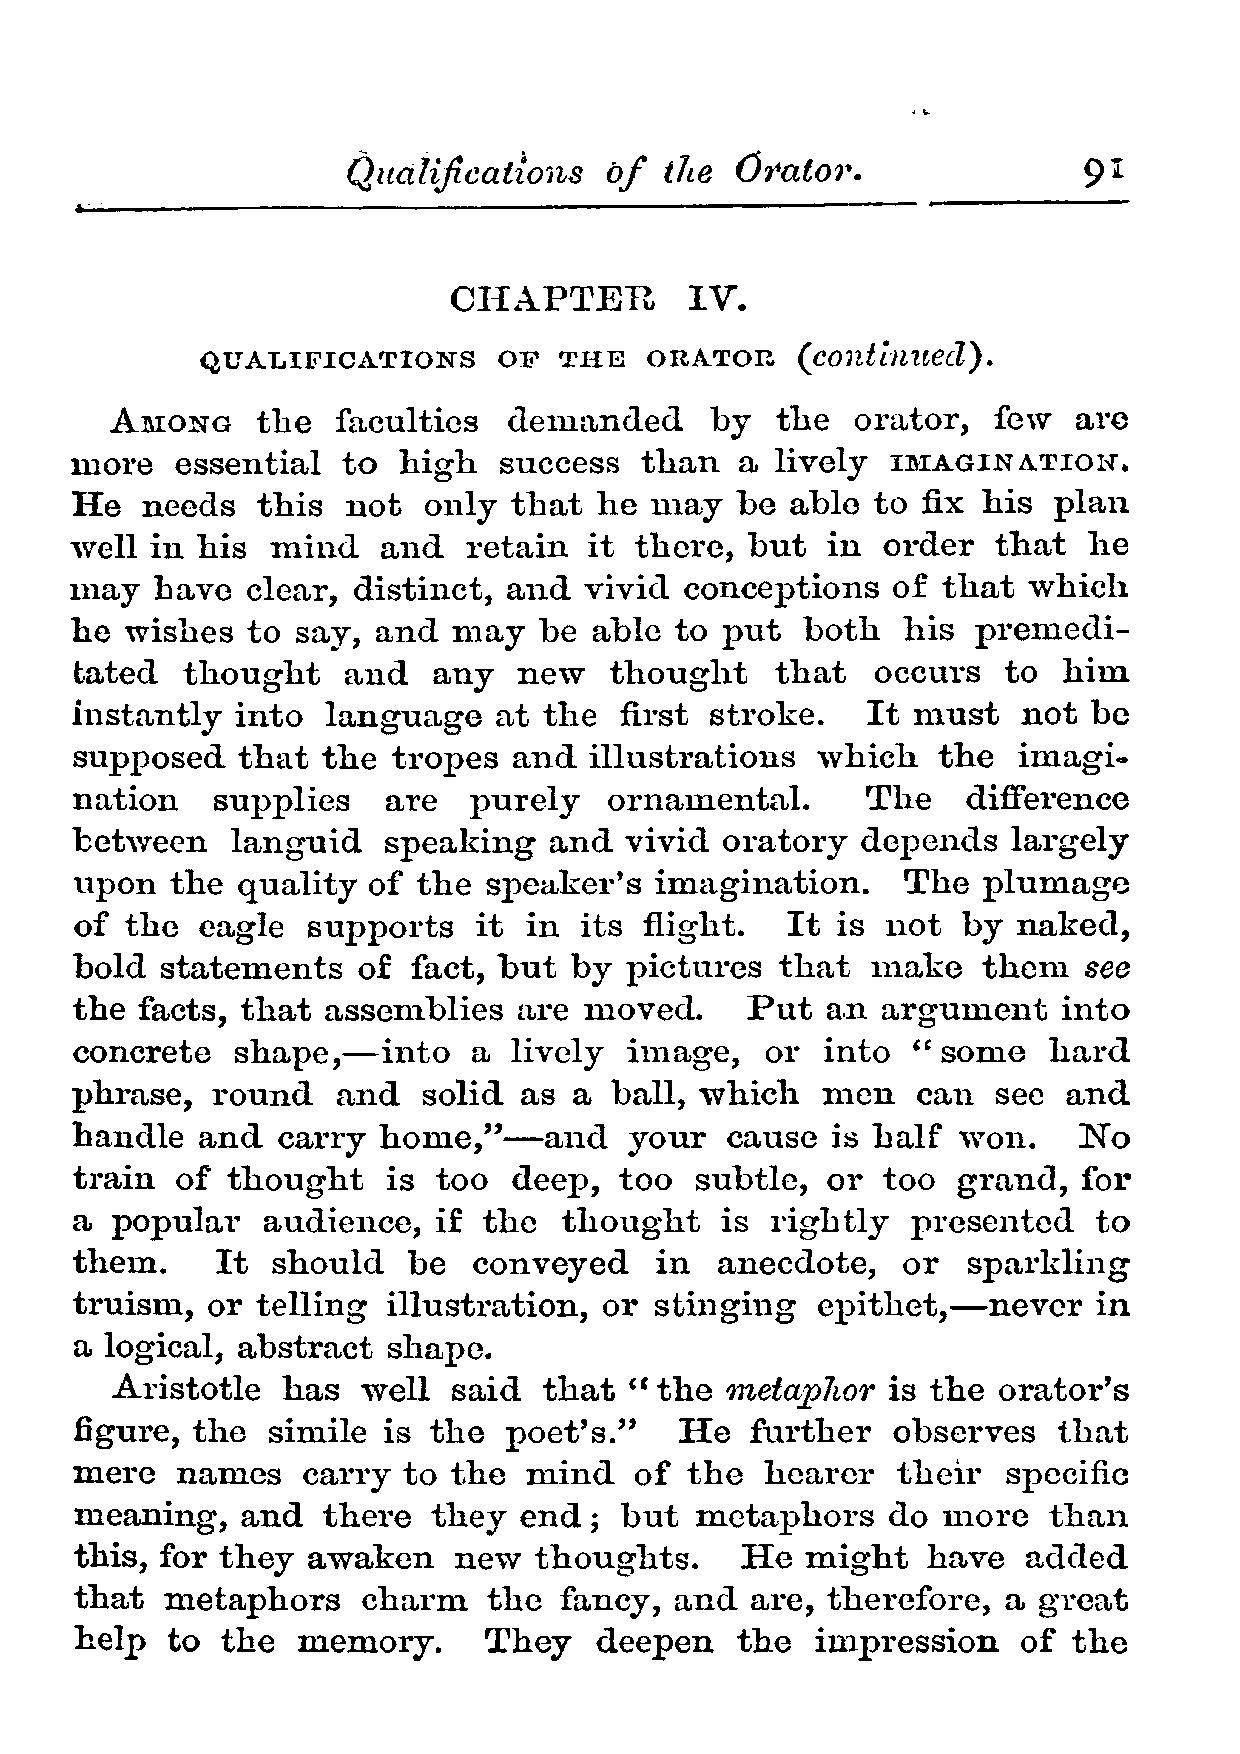 Qualifications of the Orator. 91
CHAPTER IV.
QUALIFICATIONS OF THE ORATOR (continued).
AMONG the faculties demanded by the orator, few are
more essential to high success than a lively IMAGINATION.
He needs this not only that he may be able to fix his plan
well in his mind and retain it there, but in order that he
may have clear, distinct, and vivid conceptions of that which
he wishes to say, and may be able to put both his premedi-
tated thought and any new thought that occurs to him
instantly into language at the first stroke. It must not be
supposed that the tropes and illustrations which the imagi-
nation supplies are purely ornamental. The difference
between languid speaking and vivid oratory depends largely
upon the quality of the speaker's imagination. The plumage
of the eagle supports it in its flight. It is not by naked,
bold statements of fact, but by pictures that make them see
the facts, that assemblies are moved. Put an argument into
concrete shape,—into a lively image, or into “ some hard
phrase, round and solid as a ball, which men can see and
handle and carry home,”—and your cause is half won. No
train of thought is too deep, too subtle, or too grand, for
a popular audience, if the thought is rightly presented to
them. It should be conveyed in anecdote, or sparkling
truism, or telling illustration, or stinging epithet,—never in
a logical, abstract shape.
Aristotle has well said that “ the metaphor is the orator's
figure, the simile is the poet's.” He further observes that
mere names carry to the mind of the hearer their specific
meaning, and there they end ; but metaphors do more than
this, for they awaken new thoughts. He might have added
that metaphors charm the fancy, and are, therefore, a great
help to the memory. They deepen the impression of the